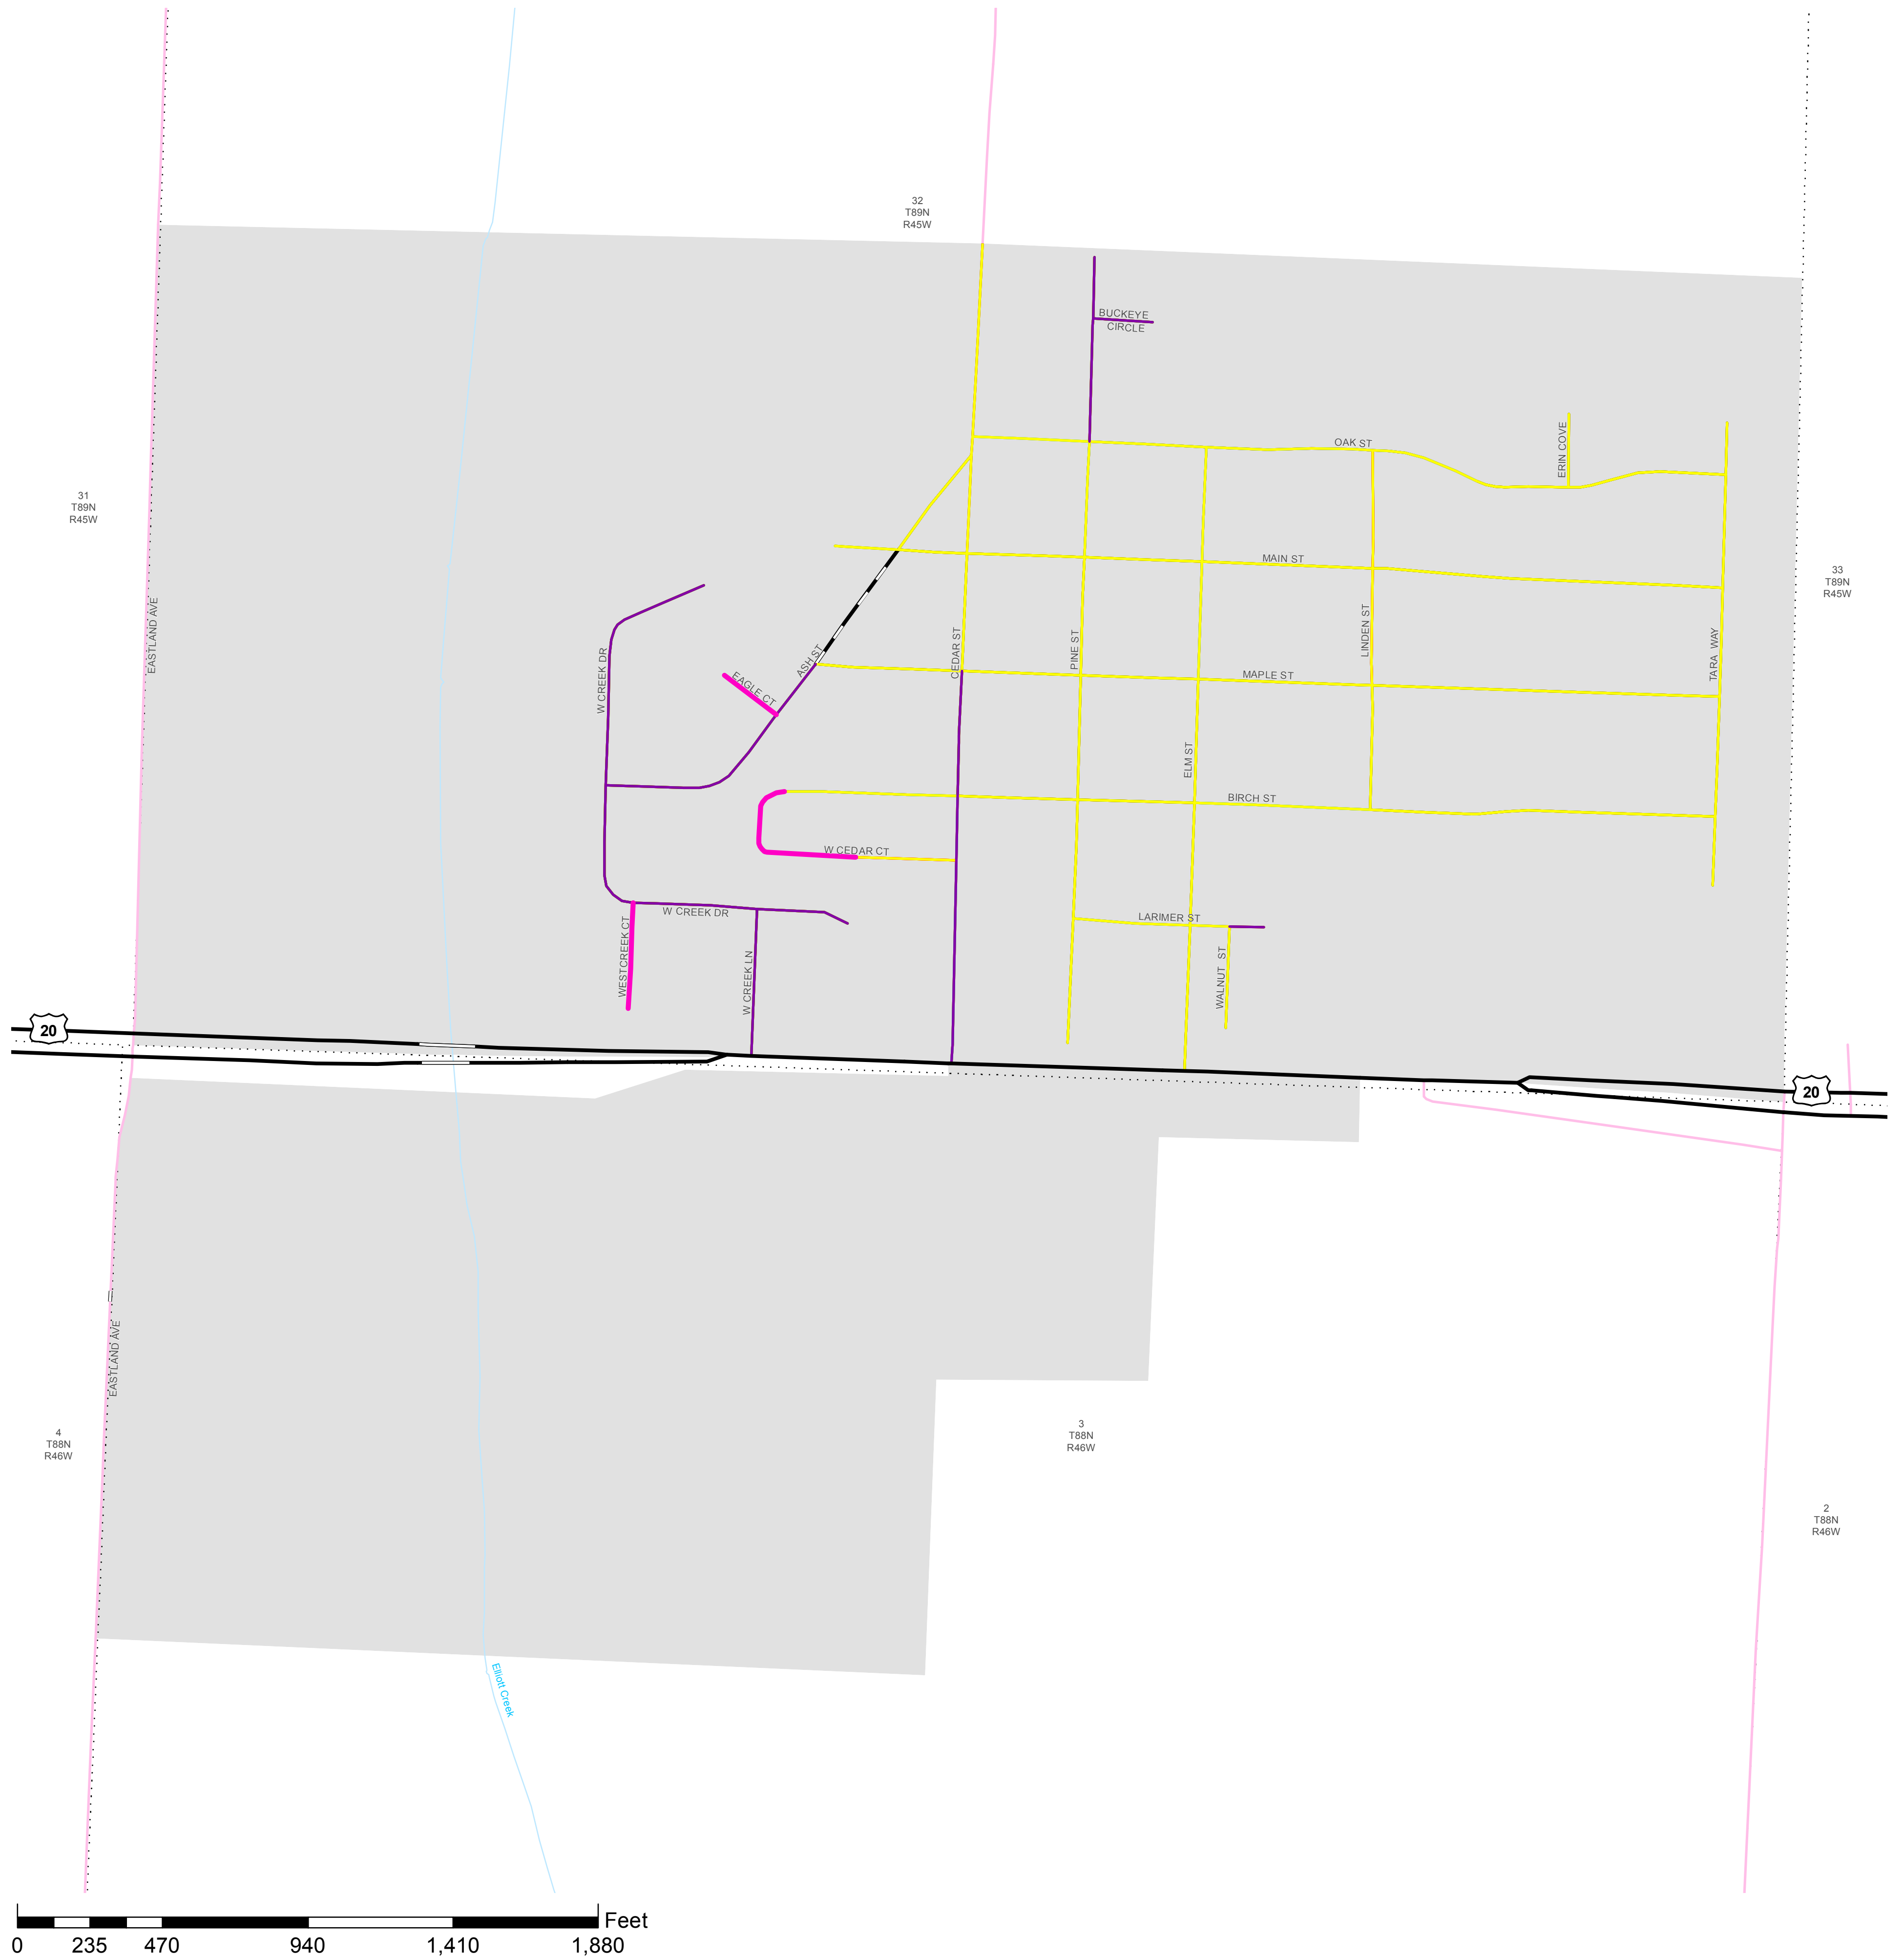 32
T89N
R45W
BUCKEYE
CIRCLE
OAK ST
ERIN COVE
31
T89N
R45W
MAIN ST
33
T89N
R45W
EASTLAND AVE
W CREEK DR
ASH ST
EAGLE CT
CEDAR ST
PINE ST
LINDEN ST
TARA WAY
MAPLE ST
ELM ST
BIRCH ST
W CEDAR CT
W CREEK DR
LARIMER ST
WESTCREEK CT
W CREEK LN
WALNUT ST
20
20
EASTLAND AVE
4
T88N
R46W
3
T88N
R46W
2
T88N
R46W
Elliott Creek
Feet
0 235 470 940 1,410 1,880